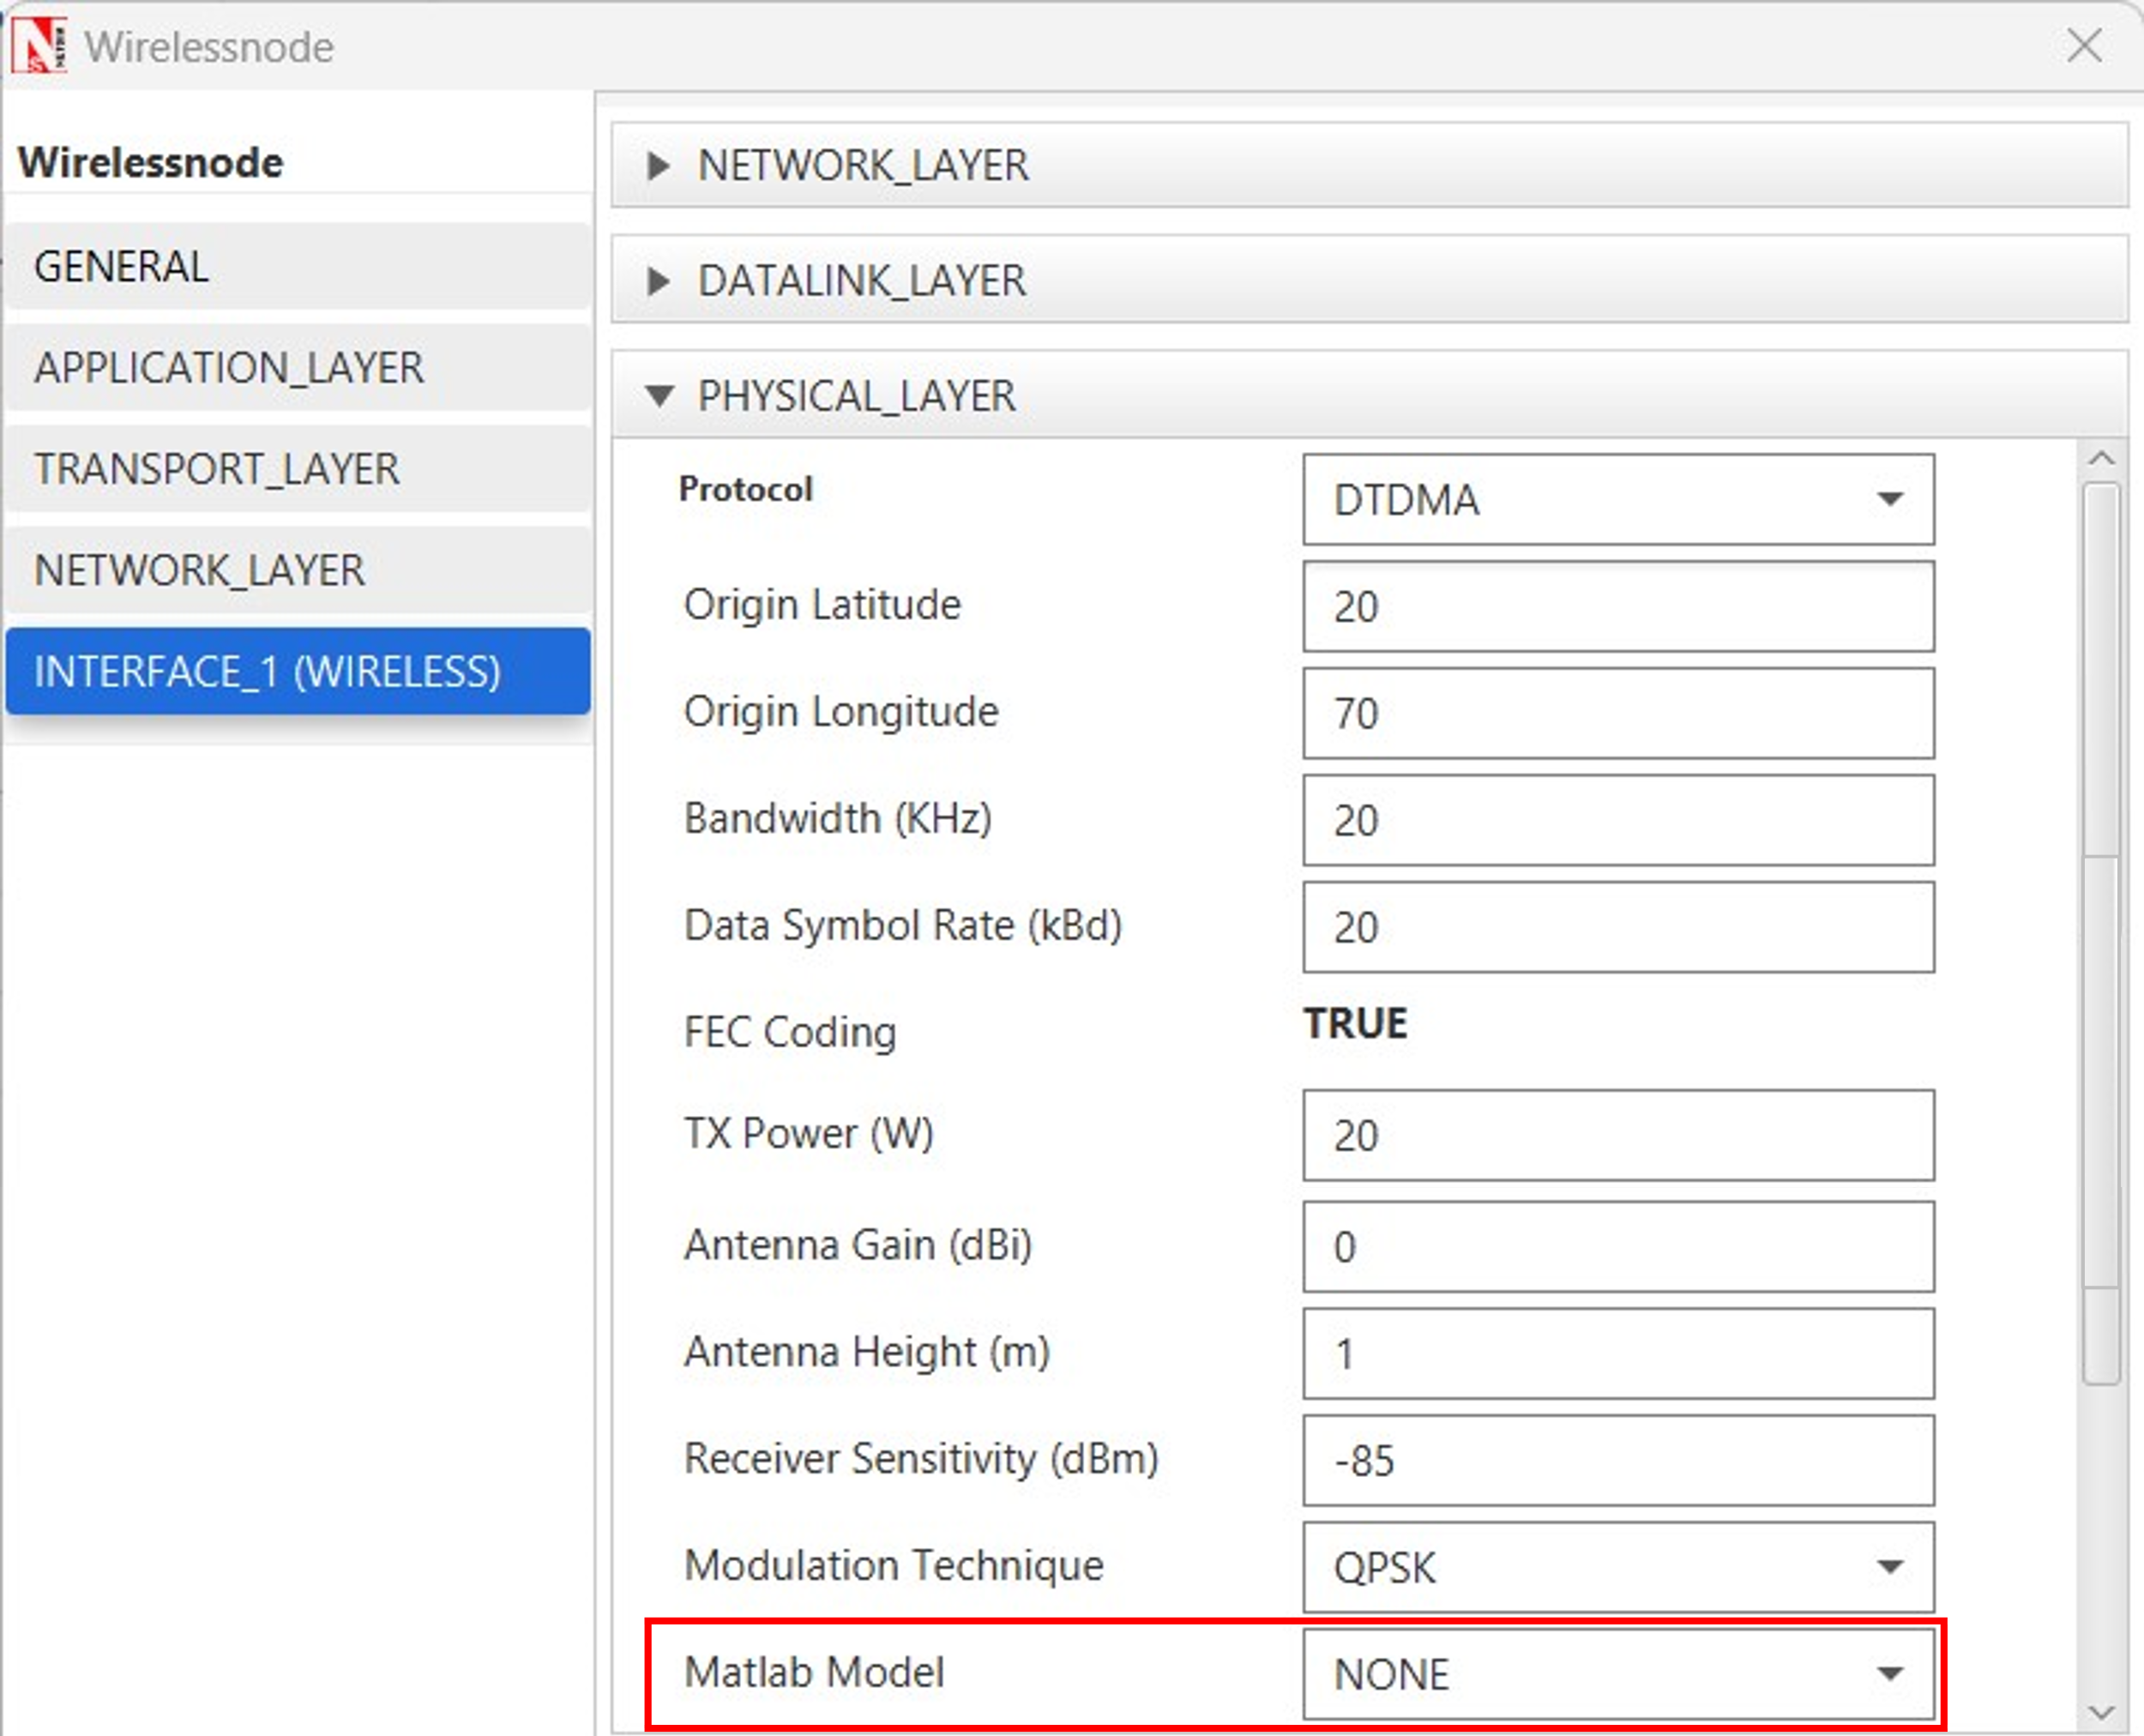 Wirelessnode
Wirelessnode
GENERAL
APPLICATION_LAYER
TRANSPORT_LAYER
NETWORK_LAYER
INTERFACE_1 (WIRELESS)
NETWORK_LAYER
DATALINK_LAYER
PHYSICAL_LAYER
Protocol DTDMA
Origin Latitude 20
Origin Longitude 70
Bandwidth (KHz) 20
Data Symbol Rate (kBd) 20
FEC Coding TRUE
TX Power (W) 20
Antenna Gain (dBi) 0
Antenna Height (m) 1
Receiver Sensitivity (dBm) -85
Modulation Technique QPSK
Matlab Model NONE